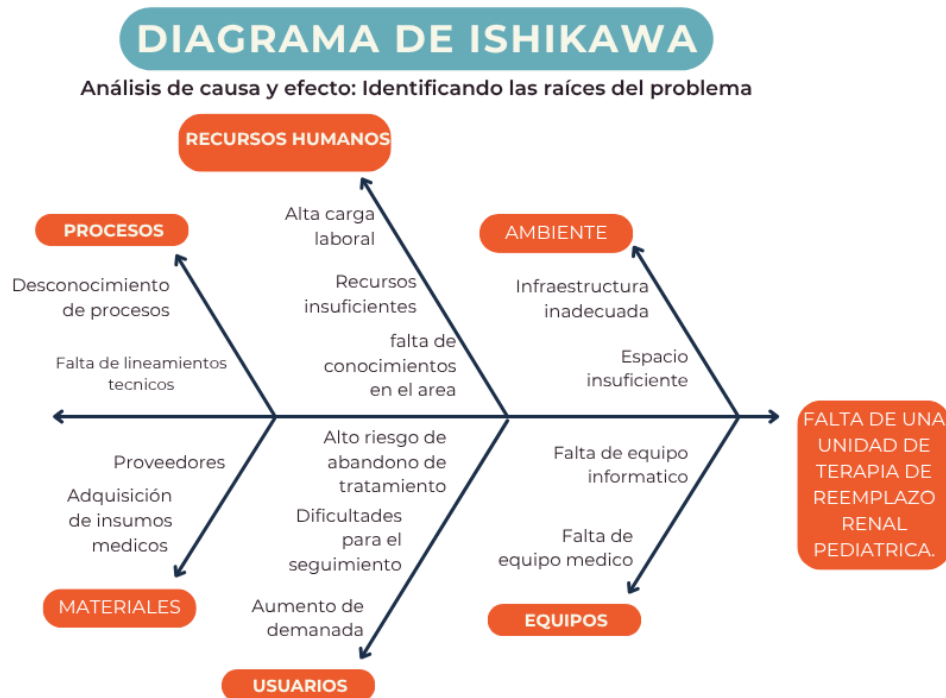 DIAGRAMA DE ISHIKAWA
Análisis de causa y efecto: Identificando las raíces del problema
RECURSOS HUMANOS
Alta carga
laboral
Recursos
insuficientes
falta de
conocimientos
en el area
PROCESOS
Desconocimiento
de procesos
Falta de lineamientos
tecnicos
AMBIENTE
Infraestructura
inadecuada
Espacio
insuficiente
FALTA DE UNA
UNIDAD DE
TERAPIA DE
REEMPLAZO
RENAL
PEDIATRICA.
Proveedores
Adquisición
de insumos
medicos
MATERIALES
Alto riesgo de
abandono de
tratamiento
Dificultades
para el
seguimiento
Aumento de
demanada
USUARIOS
Falta de equipo
informatico
Falta de
equipo medico
EQUIPOS